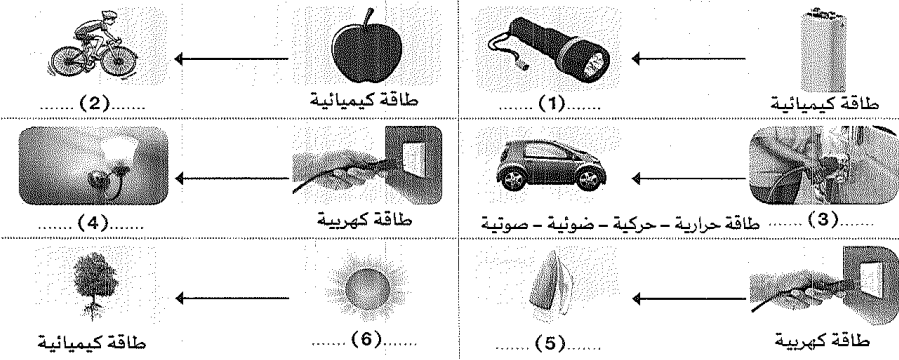 طاقة كيميائية
.......(1).......
طاقة كيميائية
.......(2).......
.......(3).......
طاقة حرارية – حركية – ضوئية – صوتية
طاقة كهربية
.......(4).......
طاقة كهربية
.......(5).......
.......(6).......
طاقة كيميائية